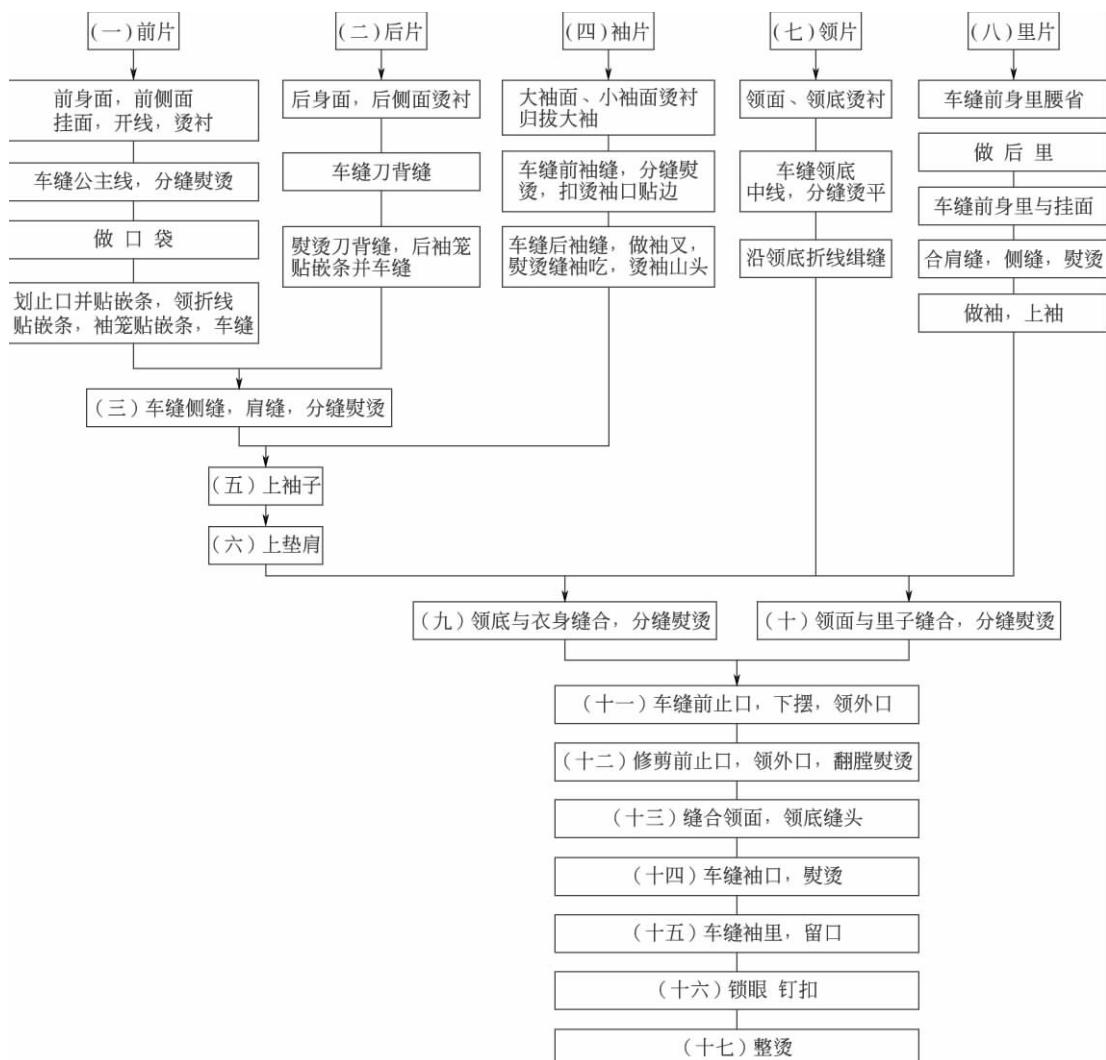 (一)前片
前身面，前侧面
挂面，开线，烫衬
车缝公主线，分缝熨烫
做 口 袋
划止口并贴嵌条，领折线
贴嵌条，袖笼贴嵌条，车缝
(二)后片
后身面，后侧面烫衬
车缝刀背缝
熨烫刀背缝，后袖笼
贴嵌条并车缝
(三)车缝侧缝，肩缝，分缝熨烫
(四)袖片
大袖面、小袖面烫衬
归拔大袖
车缝前袖缝，分缝熨
烫，扣烫袖口贴边
车缝后袖缝，做袖叉，
熨烫缝袖吃，烫袖山头
(五)上袖子
(六)上垫肩
(七)领片
领面、领底烫衬
车缝领底
中线，分缝烫平
沿领底折线缉缝
(八)里片
车缝前身里腰省
做 后 里
车缝前身里与挂面
合肩缝，侧缝，熨烫
做袖，上袖
(九)领底与衣身缝合，分缝熨烫
(十)领面与里子缝合，分缝熨烫
(十一)车缝前止口，下摆，领外口
(十二)修剪前止口，领外口，翻膛熨烫
(十三)缝合领面，领底缝头
(十四)车缝袖口，熨烫
(十五)车缝袖里，留口
(十六)锁眼 钉扣
(十七)整烫